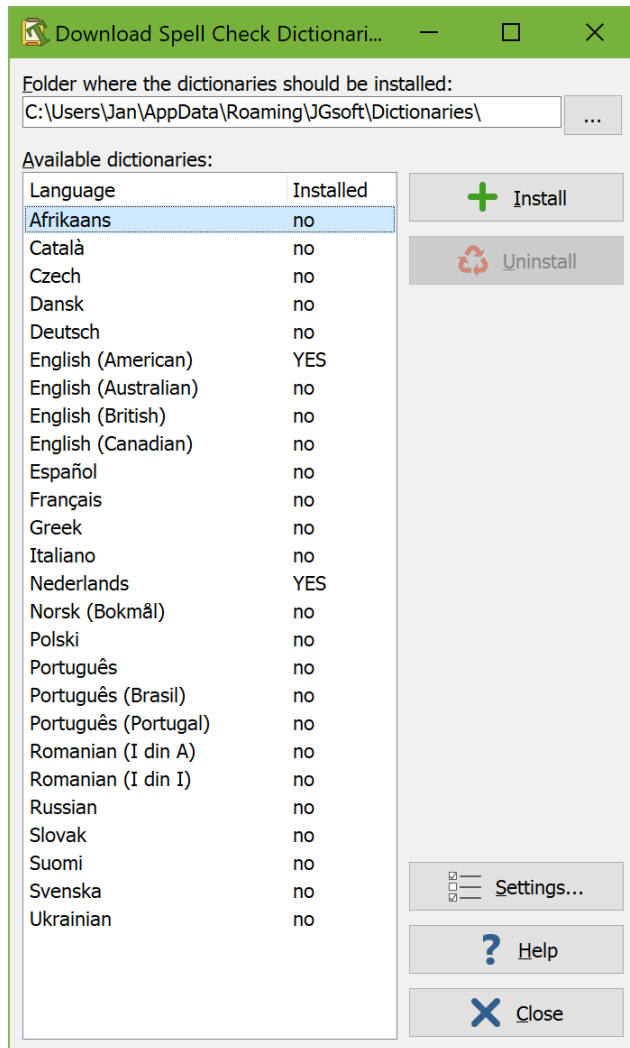 Download Spell Check Dictionari...
Folder where the dictionaries should be installed:
C:\Users\Jan\AppData\Roaming\JGsoft\Dictionaries\
...
Available dictionaries:
Language Installed
Afrikaans no
Català no
Czech no
Dansk no
Deutsch no
English (American) YES
English (Australian) no
English (British) no
English (Canadian) no
Español no
Français no
Greek no
Italiano no
Nederlands YES
Norsk (Bokmål) no
Polski no
Português no
Português (Brasil) no
Português (Portugal) no
Romanian (I din A) no
Romanian (I din I) no
Russian no
Slovak no
Suomi no
Svenska no
Ukrainian no
Install
Uninstall
Settings...
Help
Close